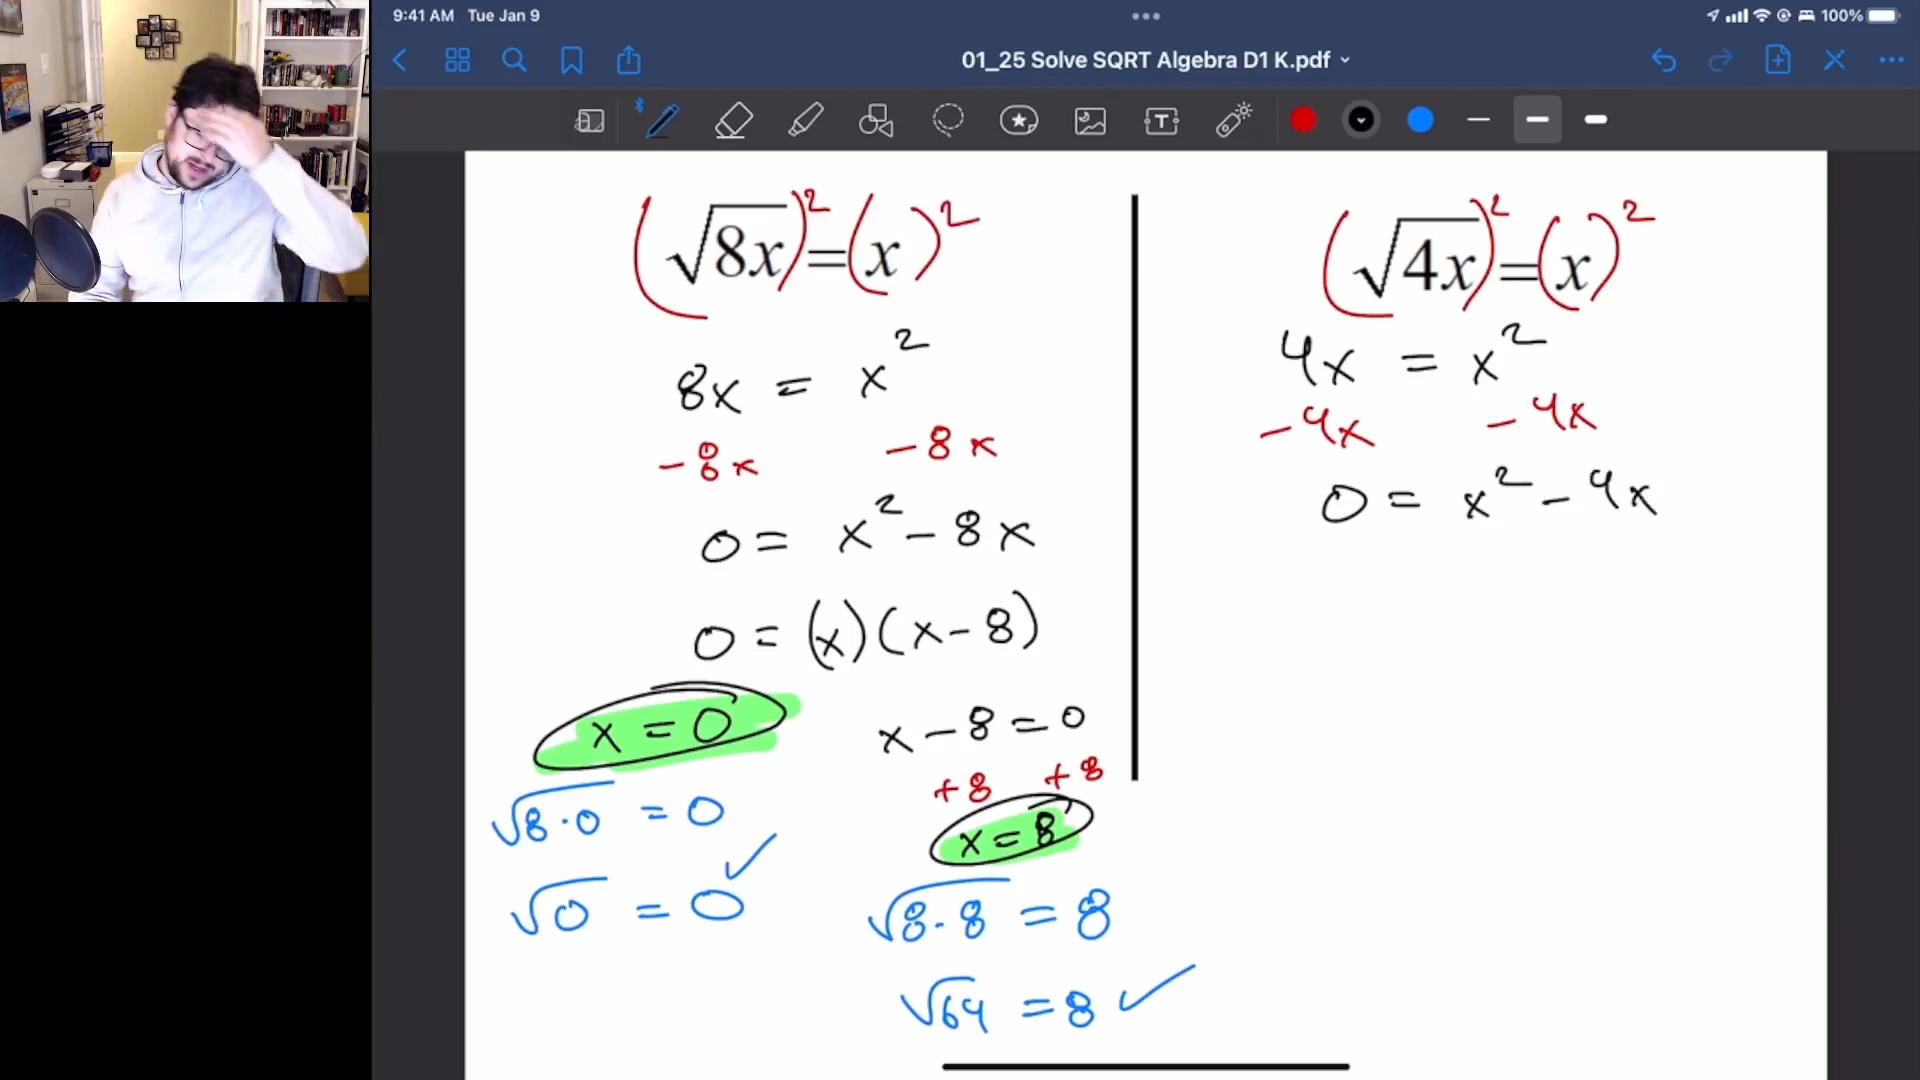 9:41 AM Tue Jan 9
100%
01_25 Solve SQRT Algebra D1 K.pdf
(√8x)² = (x)²
8x = x²
-8x -8x
0 = x² - 8x
0 = (x)(x - 8)
x = 0
x - 8 = 0
+8 +8
x = 8
√8·0 = 0
√0 = 0 ✓
√8·8 = 8
√64 = 8 ✓
(√4x)² = (x)²
4x = x²
-4x -4x
0 = x² - 4x